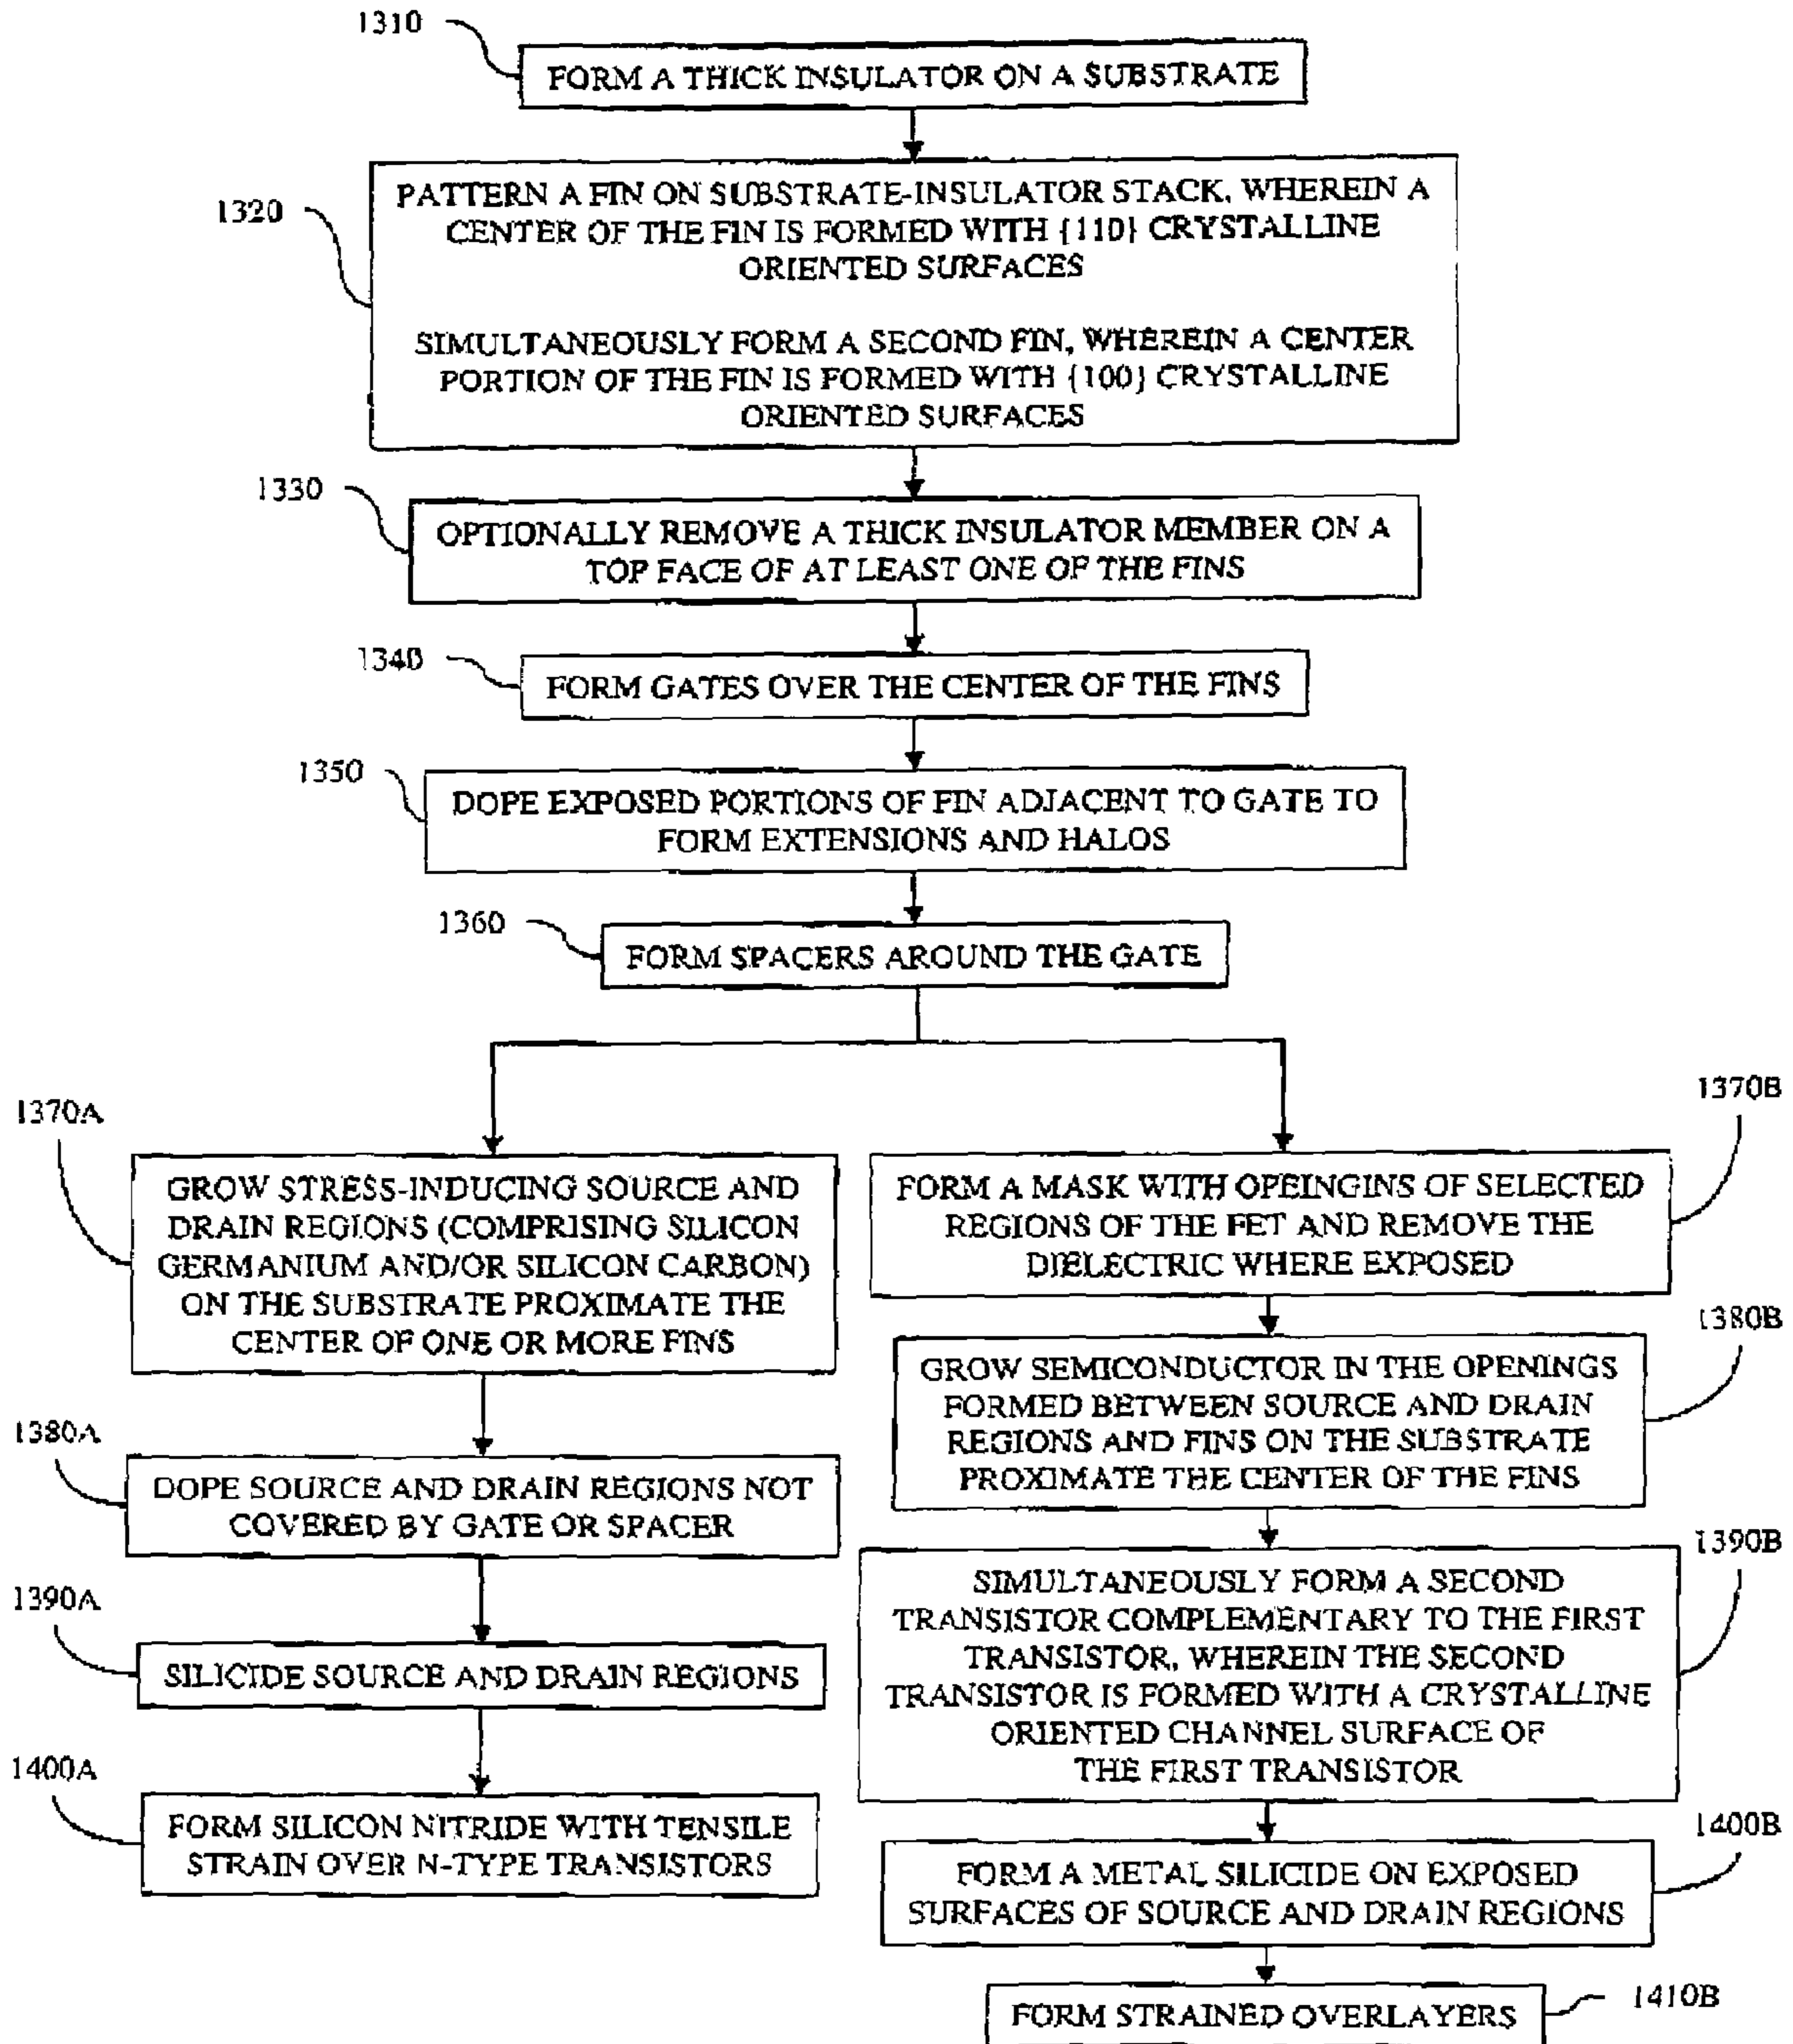 1310
FORM A THICK INSULATOR ON A SUBSTRATE
1320
PATTERN A FIN ON SUBSTRATE-INSULATOR STACK, WHEREIN A
CENTER OF THE FIN IS FORMED WITH {110} CRYSTALLINE
ORIENTED SURFACES
SIMULTANEOUSLY FORM A SECOND FIN, WHEREIN A CENTER
PORTION OF THE FIN IS FORMED WITH {100} CRYSTALLINE
ORIENTED SURFACES
1330
OPTIONALLY REMOVE A THICK INSULATOR MEMBER ON A
TOP FACE OF AT LEAST ONE OF THE FINS
1340
FORM GATES OVER THE CENTER OF THE FINS
1350
DOPE EXPOSED PORTIONS OF FIN ADJACENT TO GATE TO
FORM EXTENSIONS AND HALOS
1360
FORM SPACERS AROUND THE GATE
1370A
GROW STRESS-INDUCING SOURCE AND
DRAIN REGIONS (COMPRISING SILICON
GERMANIUM AND/OR SILICON CARBON)
ON THE SUBSTRATE PROXIMATE THE
CENTER OF ONE OR MORE FINS
1380A
DOPE SOURCE AND DRAIN REGIONS NOT
COVERED BY GATE OR SPACER
1390A
SILICIDE SOURCE AND DRAIN REGIONS
1400A
FORM SILICON NITRIDE WITH TENSILE
STRAIN OVER N-TYPE TRANSISTORS
1370B
FORM A MASK WITH OPEINGINS OF SELECTED
REGIONS OF THE FET AND REMOVE THE
DIELECTRIC WHERE EXPOSED
1380B
GROW SEMICONDUCTOR IN THE OPENINGS
FORMED BETWEEN SOURCE AND DRAIN
REGIONS AND FINS ON THE SUBSTRATE
PROXIMATE THE CENTER OF THE FINS
1390B
SIMULTANEOUSLY FORM A SECOND
TRANSISTOR COMPLEMENTARY TO THE FIRST
TRANSISTOR, WHEREIN THE SECOND
TRANSISTOR IS FORMED WITH A CRYSTALLINE
ORIENTED CHANNEL SURFACE OF
THE FIRST TRANSISTOR
1400B
FORM A METAL SILICIDE ON EXPOSED
SURFACES OF SOURCE AND DRAIN REGIONS
FORM STRAINED OVERLAYERS
1410B